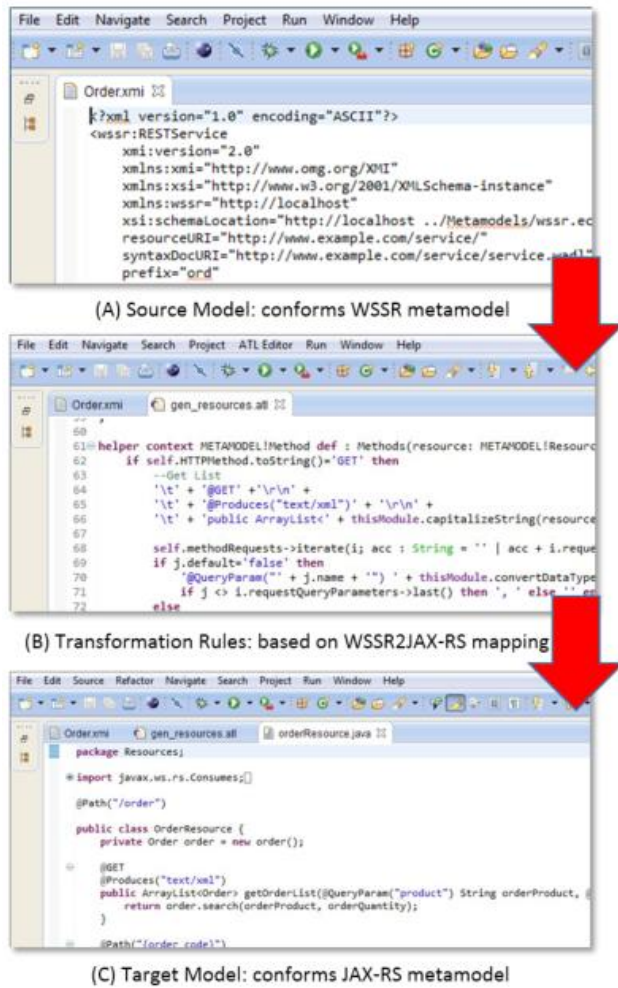 File Edit Navigate Search Project Run Window Help
Order.xmi
<?xml version="1.0" encoding="ASCII"?>
<wssr:RESTService
xmi:version="2.0"
xmlns:xmi="http://www.omg.org/XMI"
xmlns:xsi="http://www.w3.org/2001/XMLSchema-instance"
xmlns:wssr="http://localhost"
xsi:schemaLocation="http://localhost ../Metamodels/wssr.ec
resourceURI="http://www.example.com/service/"
syntaxDocURI="http://www.example.com/service/service.wadl"
prefix="ord"
(A) Source Model: conforms WSSR metamodel
File Edit Navigate Search Project ATL Editor Run Window Help
Order.xmi gen_resources.atl
60
61 helper context METAMODEL!Method def : Methods(resource: METAMODEL!Resourc
62 if self.HTTPMethod.toString()='GET' then
63 --Get List
64 '\t' + '@GET' +'\r\n' +
65 '\t' + '@Produces("text/xml")' + '\r\n' +
66 '\t' + 'public ArrayList<' + thisModule.capitalizeString(resource
67
68 self.methodRequests->iterate(i; acc : String = '' | acc + i.reque
69 if j.default='false' then
70 '@QueryParam("' + j.name + '") ' + thisModule.convertDataType
71 if j <> i.requestQueryParameters->last() then ', ' else '' en
72 else
(B) Transformation Rules: based on WSSR2JAX-RS mapping
File Edit Source Refactor Navigate Search Project Run Window Help
Order.xmi gen_resources.atl orderResource.java
package Resources;
import javax.ws.rs.Consumes;
@Path("/order")
public class OrderResource {
private Order order = new order();
@GET
@Produces("text/xml")
public ArrayList<Order> getOrderList(@QueryParam("product") String orderProduct, @
return order.search(orderProduct, orderQuantity);
}
@Path("{order_code}")
(C) Target Model: conforms JAX-RS metamodel